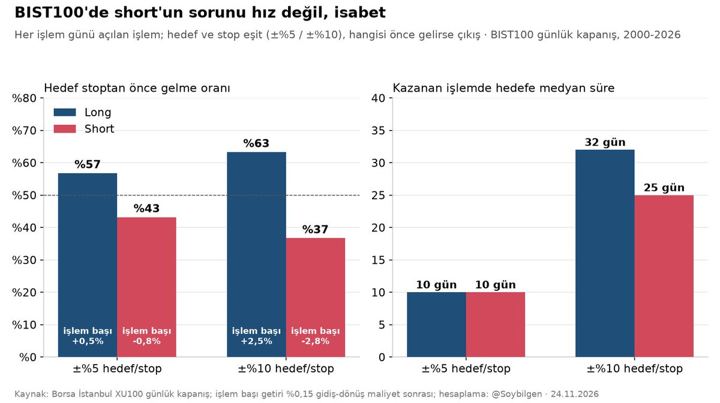 BIST100'de short'un sorunu hız değil, isabet
Her işlem günü açılan işlem; hedef ve stop eşit (±%5 / ±%10), hangisi önce gelirse çıkış · BIST100 günlük kapanış, 2000-2026
Hedef stoptan önce gelme oranı
%80
%70
%60
%50
%40
%30
%20
%10
%0
Long
Short
%57
%43
%63
%37
işlem başı
+0,5%
işlem başı
-0,8%
işlem başı
+2,5%
işlem başı
-2,8%
±%5 hedef/stop
±%10 hedef/stop
Kazanan işlemde hedefe medyan süre
40
35
30
25
20
15
10
5
0
10 gün
10 gün
32 gün
25 gün
±%5 hedef/stop
±%10 hedef/stop
Kaynak: Borsa İstanbul XU100 günlük kapanış; işlem başı getiri %0,15 gidiş-dönüş maliyet sonrası; hesaplama: @Soybilgen · 24.11.2026